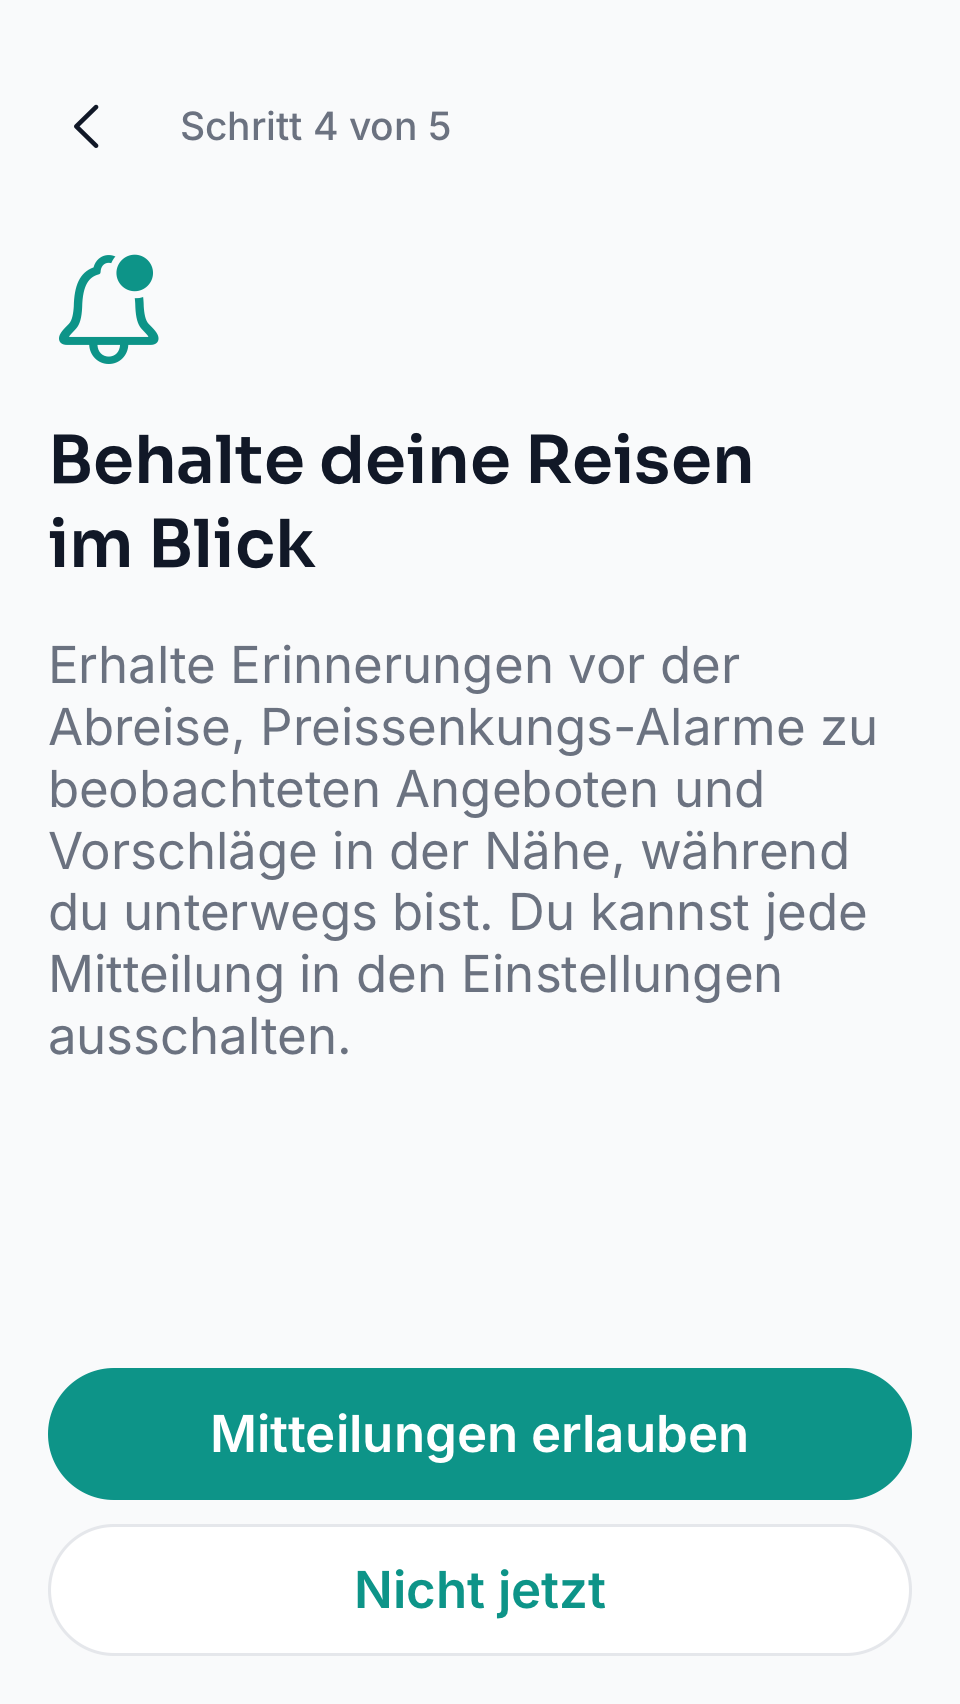 Schritt 4 von 5
Behalte deine Reisen
im Blick
Erhalte Erinnerungen vor der
Abreise, Preissenkungs-Alarme zu
beobachteten Angeboten und
Vorschläge in der Nähe, während
du unterwegs bist. Du kannst jede
Mitteilung in den Einstellungen
ausschalten.
Mitteilungen erlauben
Nicht jetzt